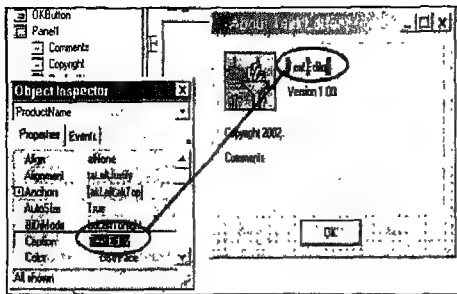 OKButton
Panel1
Comments
Copyright
Object Inspector
ProductName
Properties
Events
Align
alNone
Alignment
taLeftJustify
Anchors
[akLeft,akTop]
AutoSize
True
BiDiMode
Caption
Color
All shown
Version 1.00
Copyright 2002.
Comments
OK